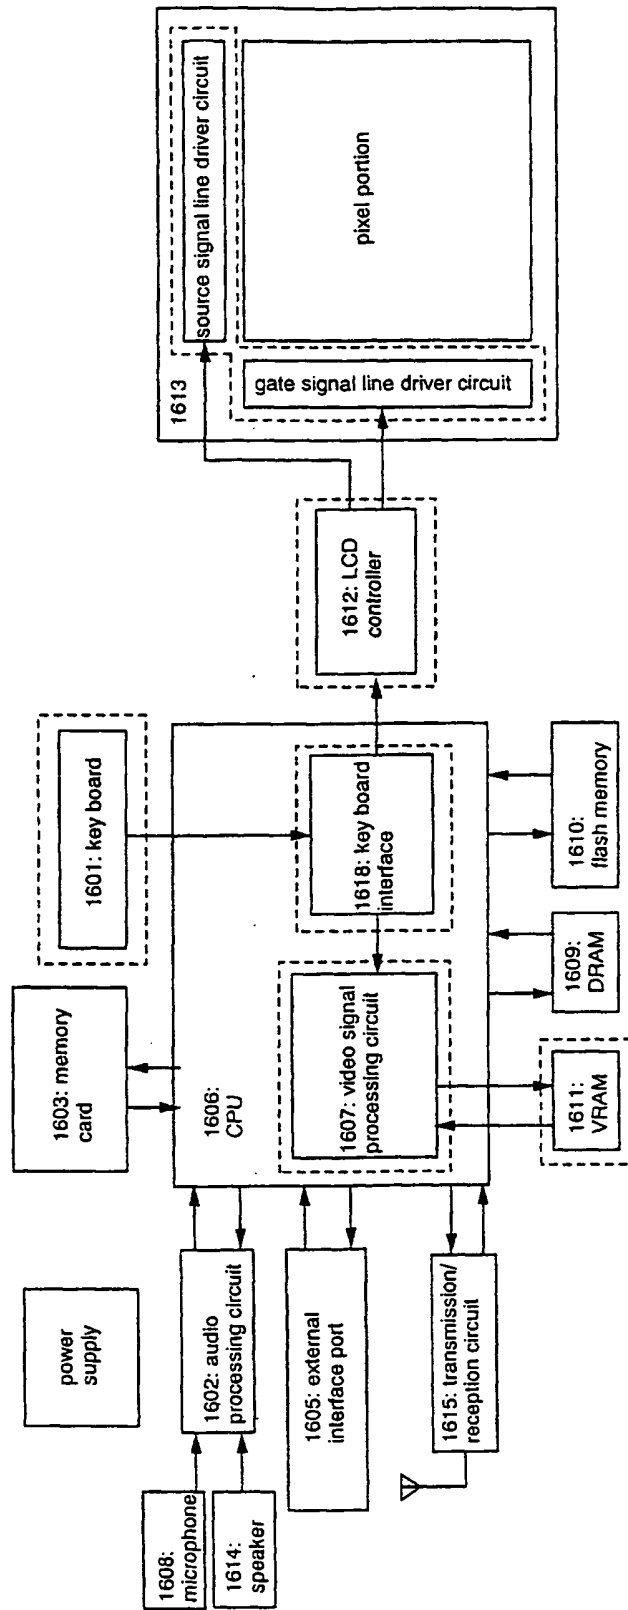 power
supply
1603: memory
card
1601: key board
1608:
microphone
1614:
speaker
1602: audio
processing circuit
1605: external
interface port
1615: transmission/
reception circuit
1606:
CPU
1607: video signal
processing circuit
1618: key board
interface
1611:
VRAM
1609:
DRAM
1610:
flash memory
1612: LCD
controller
1613
source signal line driver circuit
gate signal line driver circuit
pixel portion